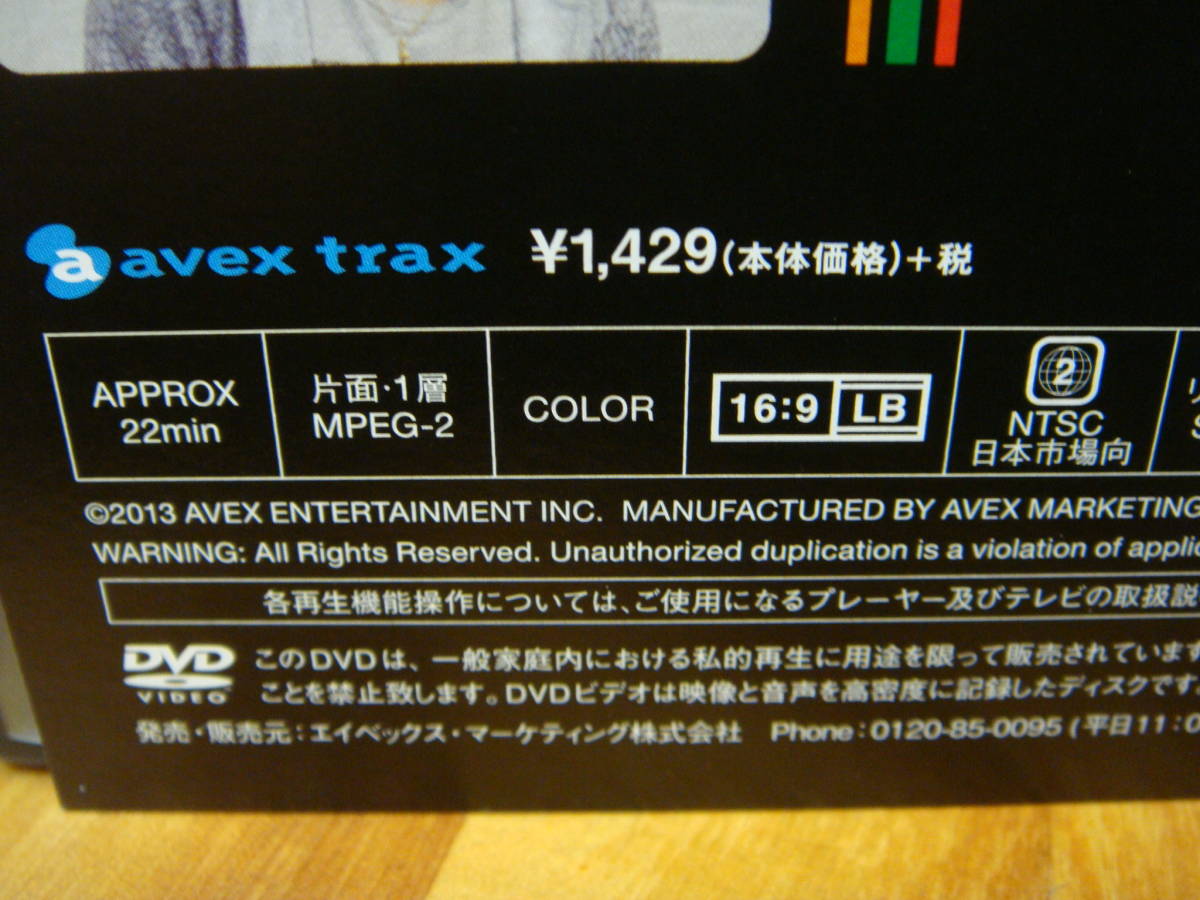 a avex trax ¥1,429(本体価格)+税
APPROX
22min
片面·1層
MPEG-2
COLOR
16:9 LB
2
NTSC
日本市場向
©2013 AVEX ENTERTAINMENT INC. MANUFACTURED BY AVEX MARKETING
WARNING: All Rights Reserved. Unauthorized duplication is a violation of applic
各再生機能操作については、ご使用になるプレーヤー及びテレビの取扱説
DVD
VIDEO
このDVDは、一般家庭内における私的再生に用途を限って販売されています
ことを禁止致します。DVDビデオは映像と音声を高密度に記録したディスクです
発売・販売元:エイベックス・マーケティング株式会社 Phone:0120-85-0095 (平日11:0